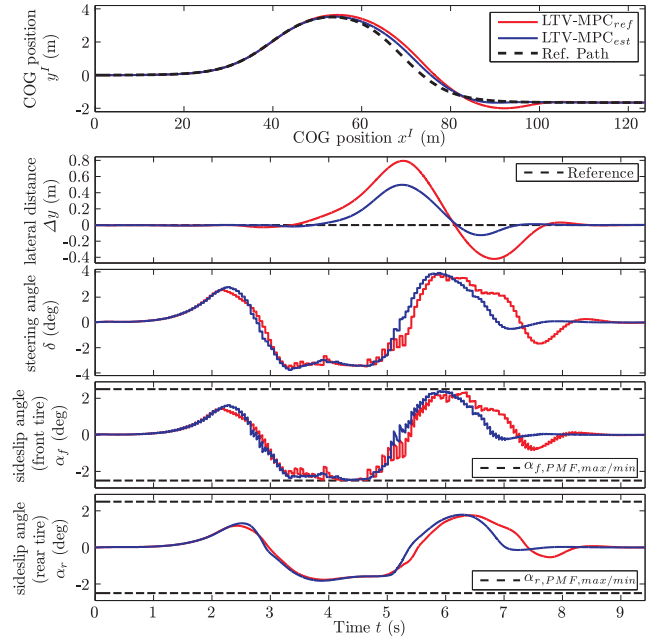 COG position
y^I (m)
4
2
0
-2
LTV-MPC_ref
LTV-MPC_est
Ref. Path
0 20 40 60 80 100 120
COG position x^I (m)
lateral distance
Δy (m)
0.8
0.6
0.4
0.2
0
-0.2
-0.4
Reference
steering angle
δ (deg)
4
2
0
-2
-4
sideslip angle
(front tire)
α_f (deg)
2
0
-2
α_f,PMF,max/min
sideslip angle
(rear tire)
α_r (deg)
2
0
-2
α_r,PMF,max/min
0 1 2 3 4 5 6 7 8 9
Time t (s)